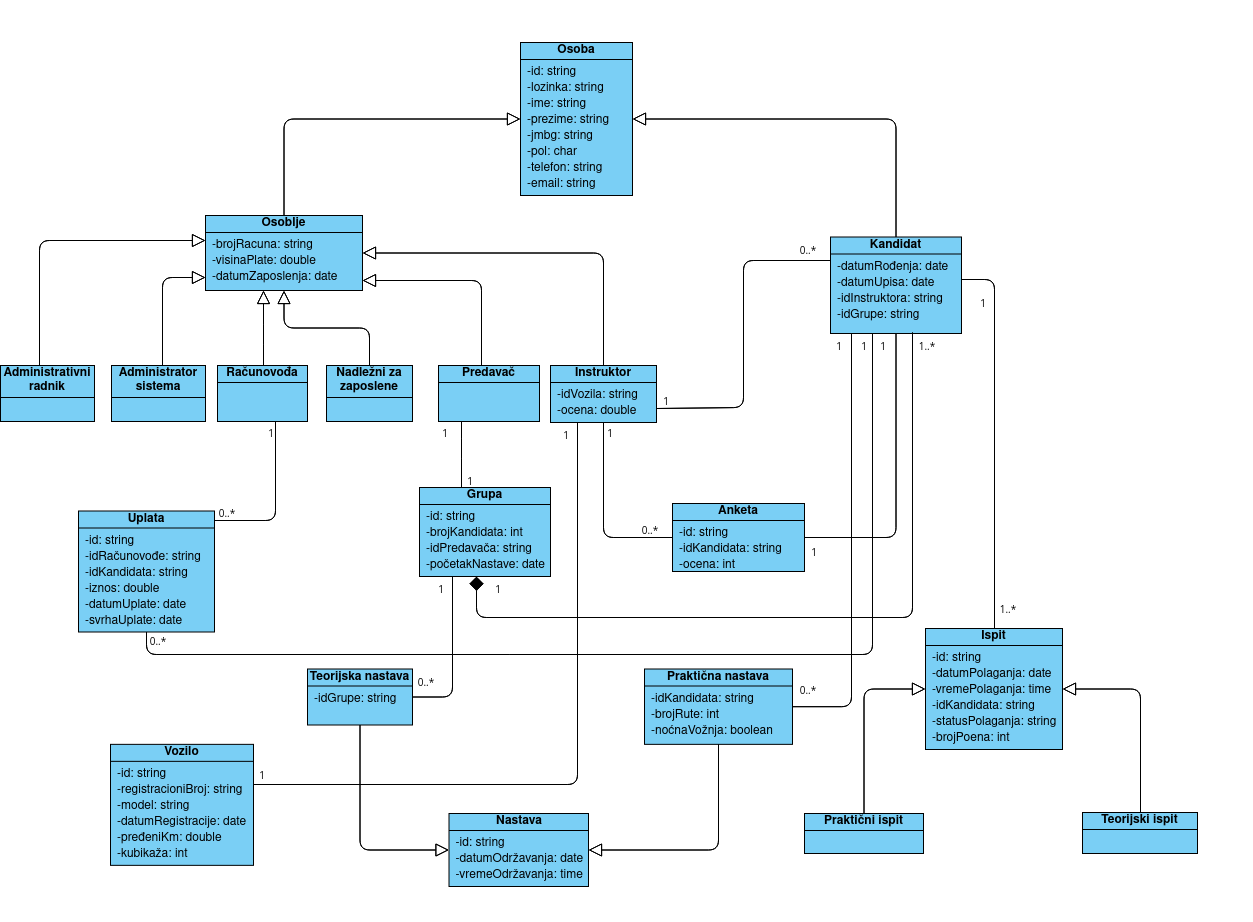 Osoba
-id: string
-lozinka: string
-ime: string
-prezime: string
-jmbg: string
-pol: char
-telefon: string
-email: string
Osoblje
-brojRacuna: string
-visinaPlate: double
-datumZaposlenja: date
Kandidat
-datumRođenja: date
-datumUpisa: date
-idInstruktora: string
-idGrupe: string
0..*
1
1
1
1
1..*
Administrativni
radnik
Administrator
sistema
Računovođa
Nadležni za
zaposlene
Predavač
Instruktor
-idVozila: string
-ocena: double
1
1
1
1
1
1
Grupa
-id: string
-brojKandidata: int
-idPredavača: string
-početakNastave: date
1
1
Anketa
-id: string
-idKandidata: string
-ocena: int
0..*
1
0..*
Uplata
-id: string
-idRačunovođe: string
-idKandidata: string
-iznos: double
-datumUplate: date
-svrhaUplate: date
0..*
1..*
Ispit
-id: string
-datumPolaganja: date
-vremePolaganja: time
-idKandidata: string
-statusPolaganja: string
-brojPoena: int
Teorijska nastava
-idGrupe: string
0..*
Praktična nastava
-idKandidata: string
-brojRute: int
-noćnaVožnja: boolean
0..*
Vozilo
-id: string
-registracioniBroj: string
-model: string
-datumRegistracije: date
-pređeniKm: double
-kubikaža: int
1
Nastava
-id: string
-datumOdržavanja: date
-vremeOdržavanja: time
Praktični ispit
Teorijski ispit